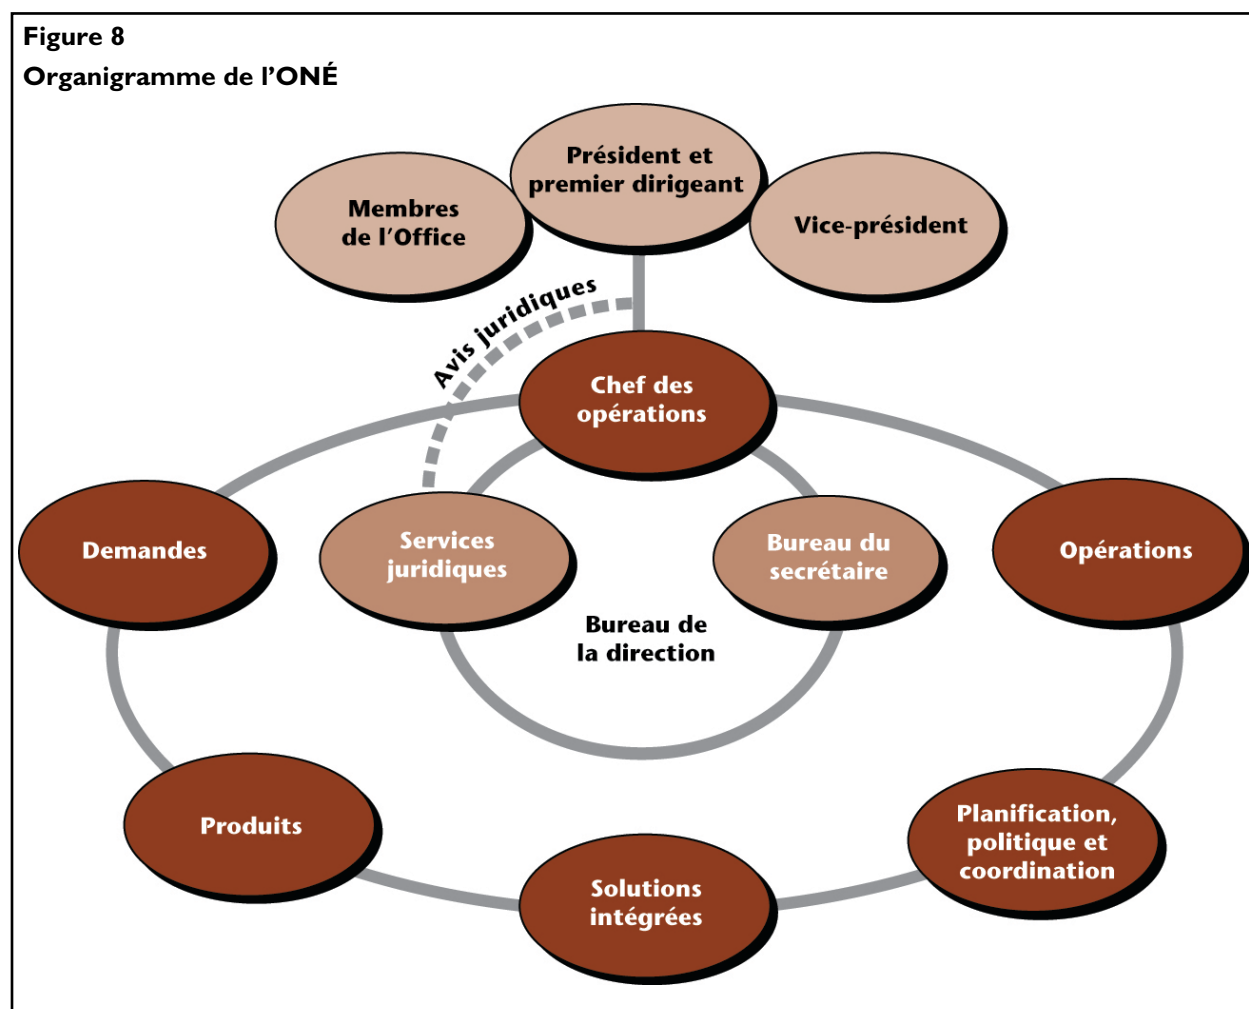 Figure 8
Organigramme de l’ONÉ
Président et
premier dirigeant
Membres
de l’Office
Vice-président
Avis juridiques
Chef des
opérations
Demandes
Services
juridiques
Bureau du
secrétaire
Opérations
Bureau de
la direction
Produits
Solutions
intégrées
Planification,
politique et
coordination